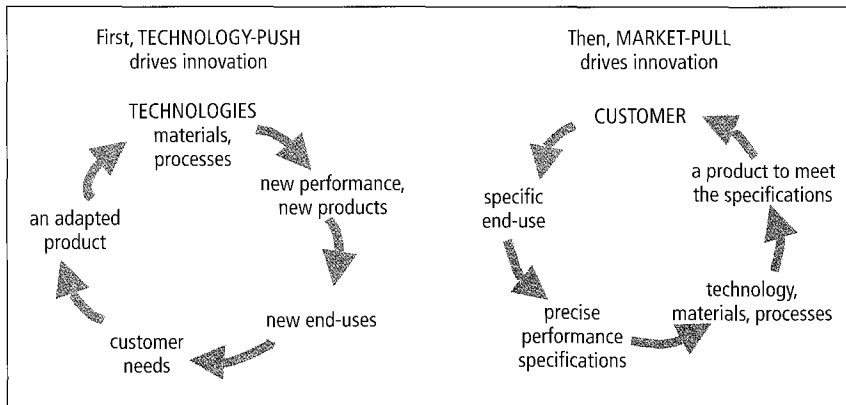 First, TECHNOLOGY-PUSH
drives innovation
TECHNOLOGIES
materials,
processes
new performance,
new products
new end-uses
customer
needs
an adapted
product
Then, MARKET-PULL
drives innovation
CUSTOMER
specific
end-use
precise
performance
specifications
technology,
materials, processes
a product to meet
the specifications